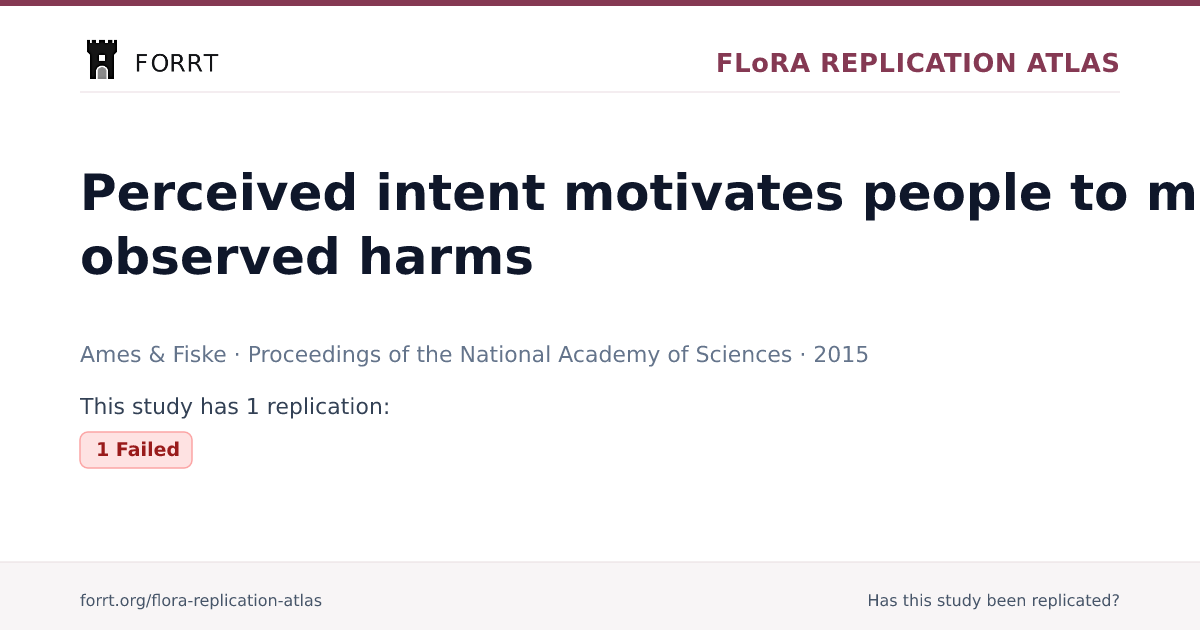 FORRT
FLoRA REPLICATION ATLAS
Perceived intent motivates people to m
observed harms
Ames & Fiske · Proceedings of the National Academy of Sciences · 2015
This study has 1 replication:
1 Failed
forrt.org/flora-replication-atlas
Has this study been replicated?